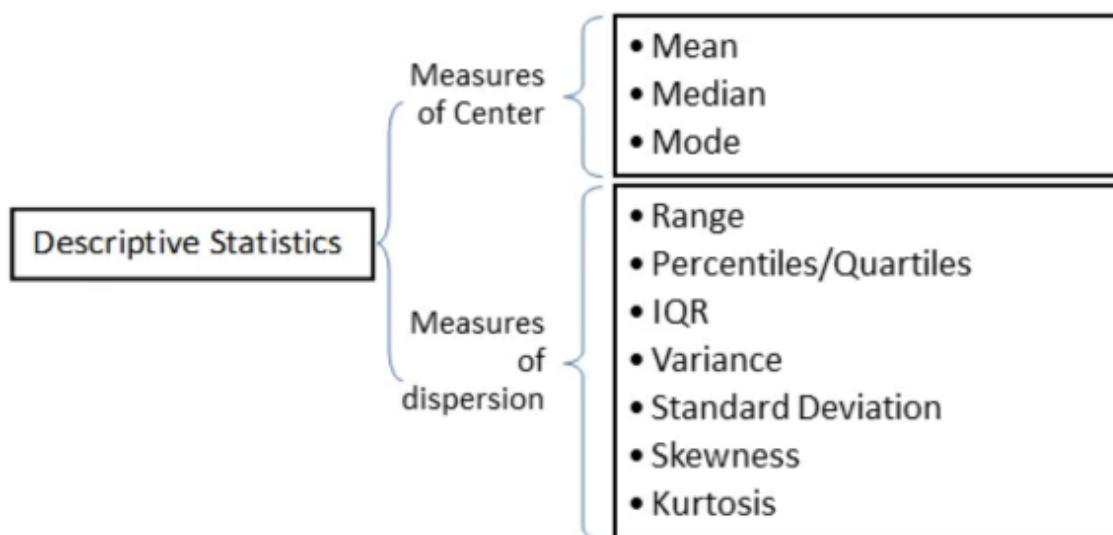 Descriptive Statistics
Measures
of Center
• Mean
• Median
• Mode
Measures
of
dispersion
• Range
• Percentiles/Quartiles
• IQR
• Variance
• Standard Deviation
• Skewness
• Kurtosis